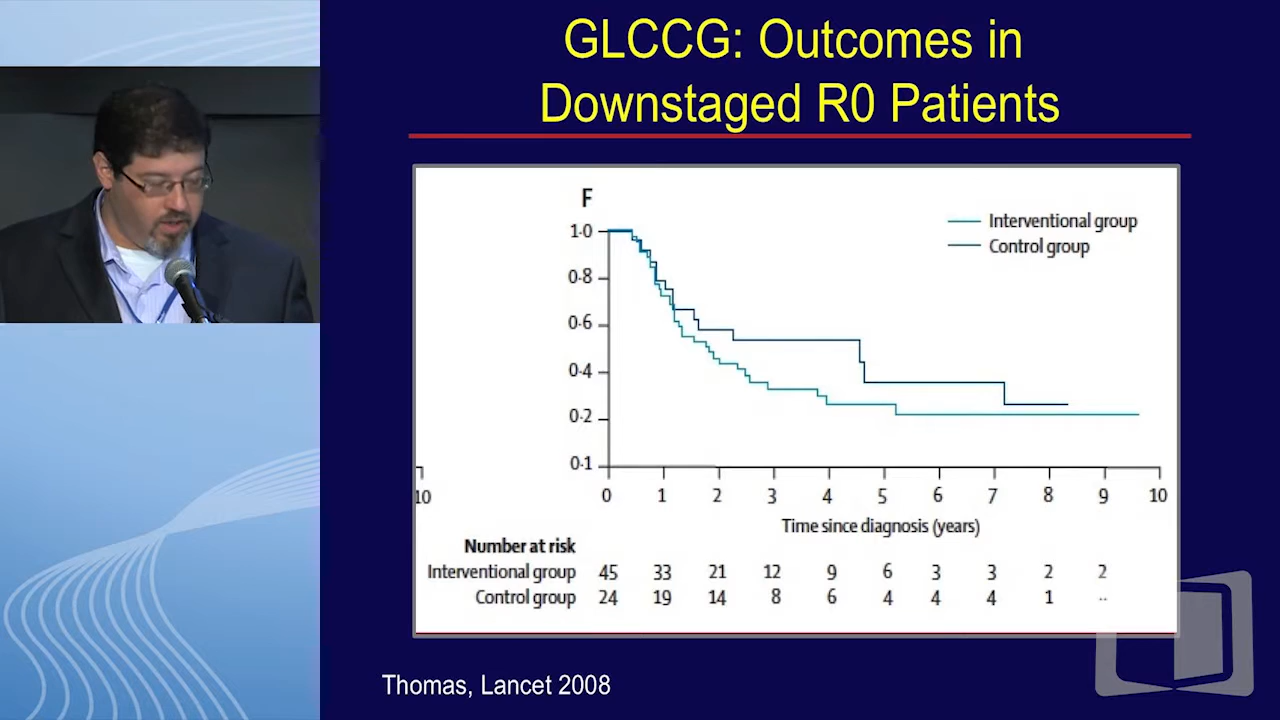 GLCCG: Outcomes in
Downstaged R0 Patients
F
Interventional group
Control group
1·0
0·8
0·6
0·4
0·2
0·1
10
0 1 2 3 4 5 6 7 8 9 10
Time since diagnosis (years)
Number at risk
Interventional group 45 33 21 12 9 6 3 3 2 2
Control group 24 19 14 8 6 4 4 4 1 ··
Thomas, Lancet 2008